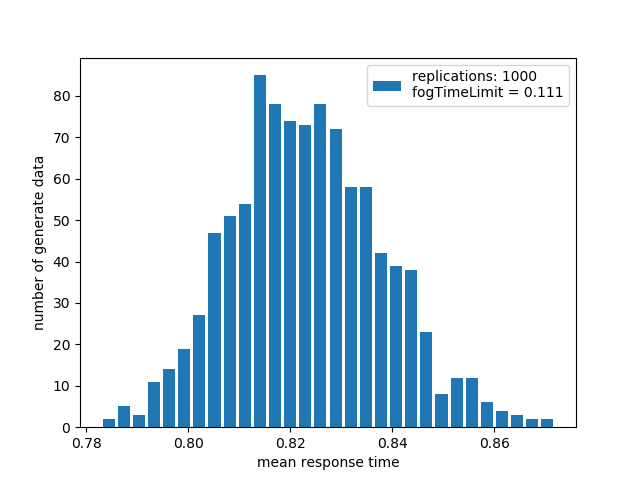 replications: 1000
fogTimeLimit = 0.111
number of generate data
80
70
60
50
40
30
20
10
0
0.78 0.80 0.82 0.84 0.86
mean response time